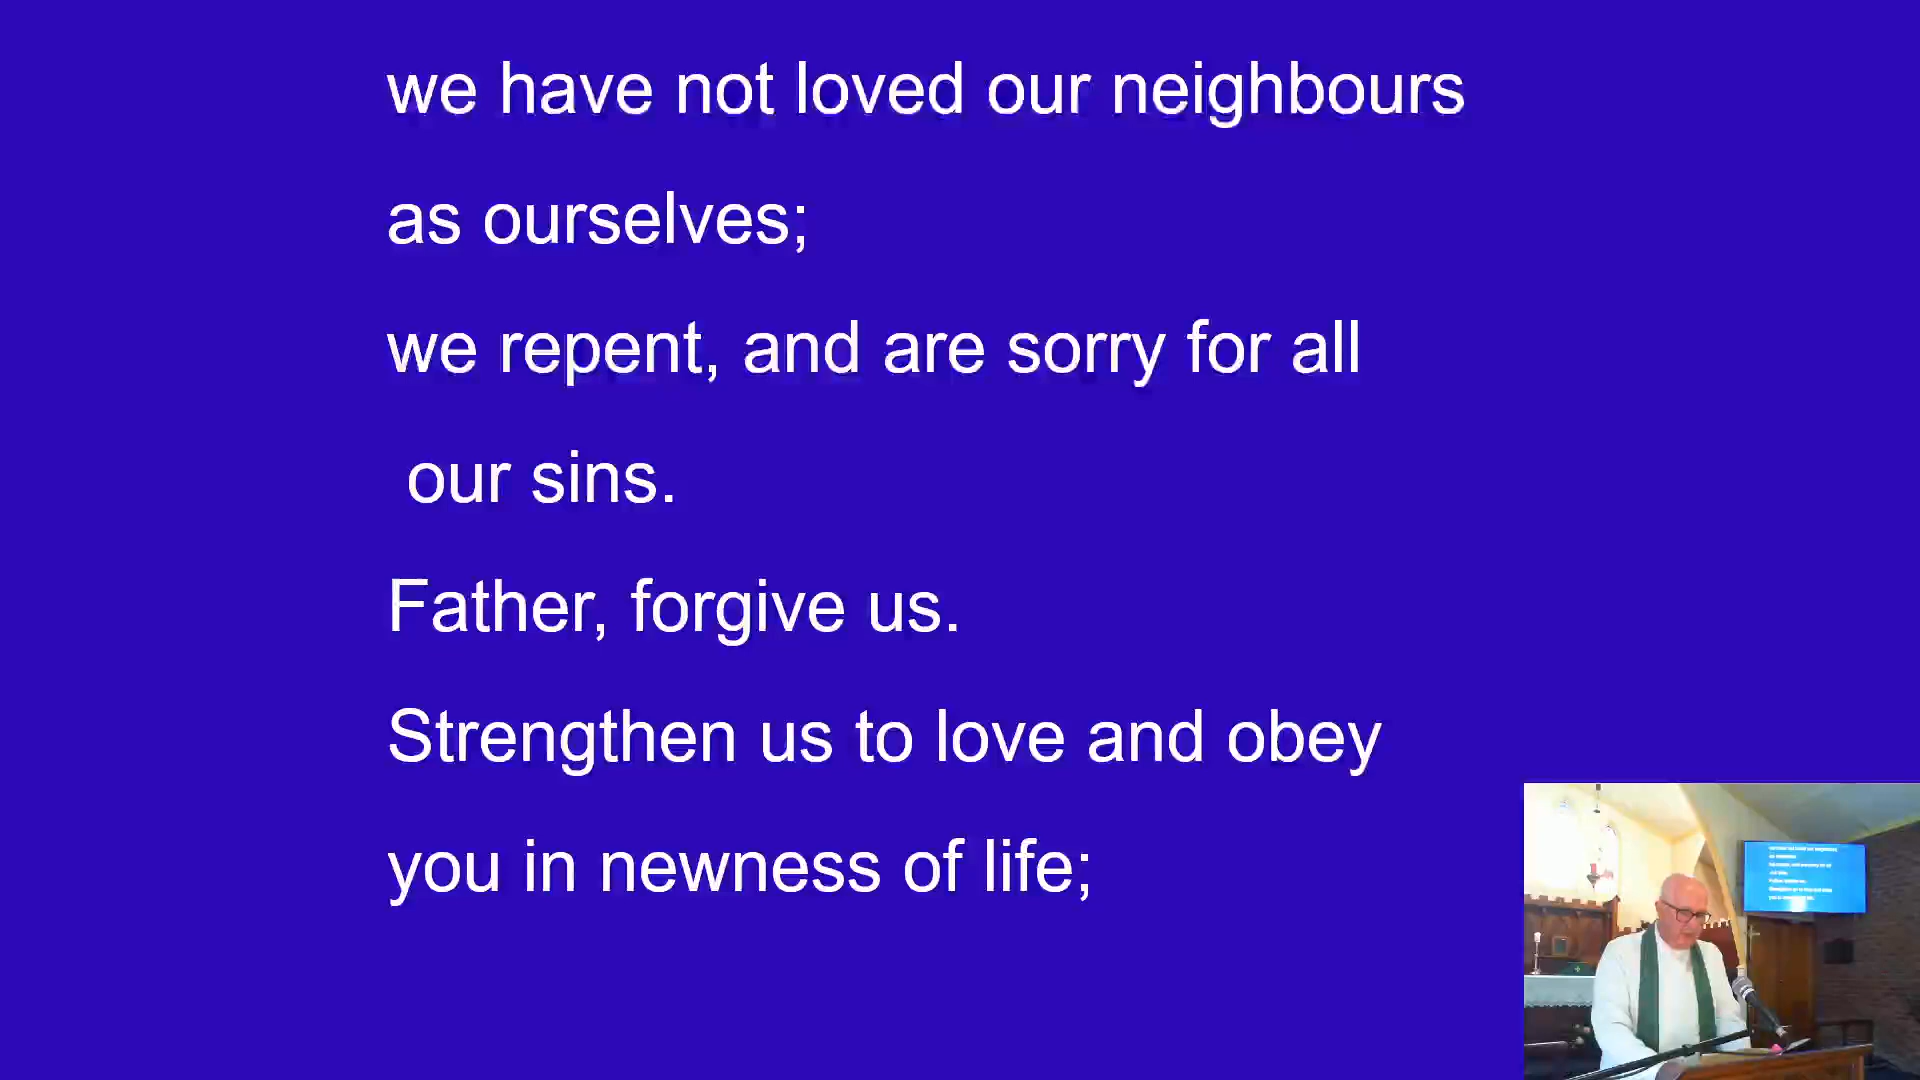 we have not loved our neighbours
as ourselves;
we repent, and are sorry for all
our sins.
Father, forgive us.
Strengthen us to love and obey
you in newness of life;